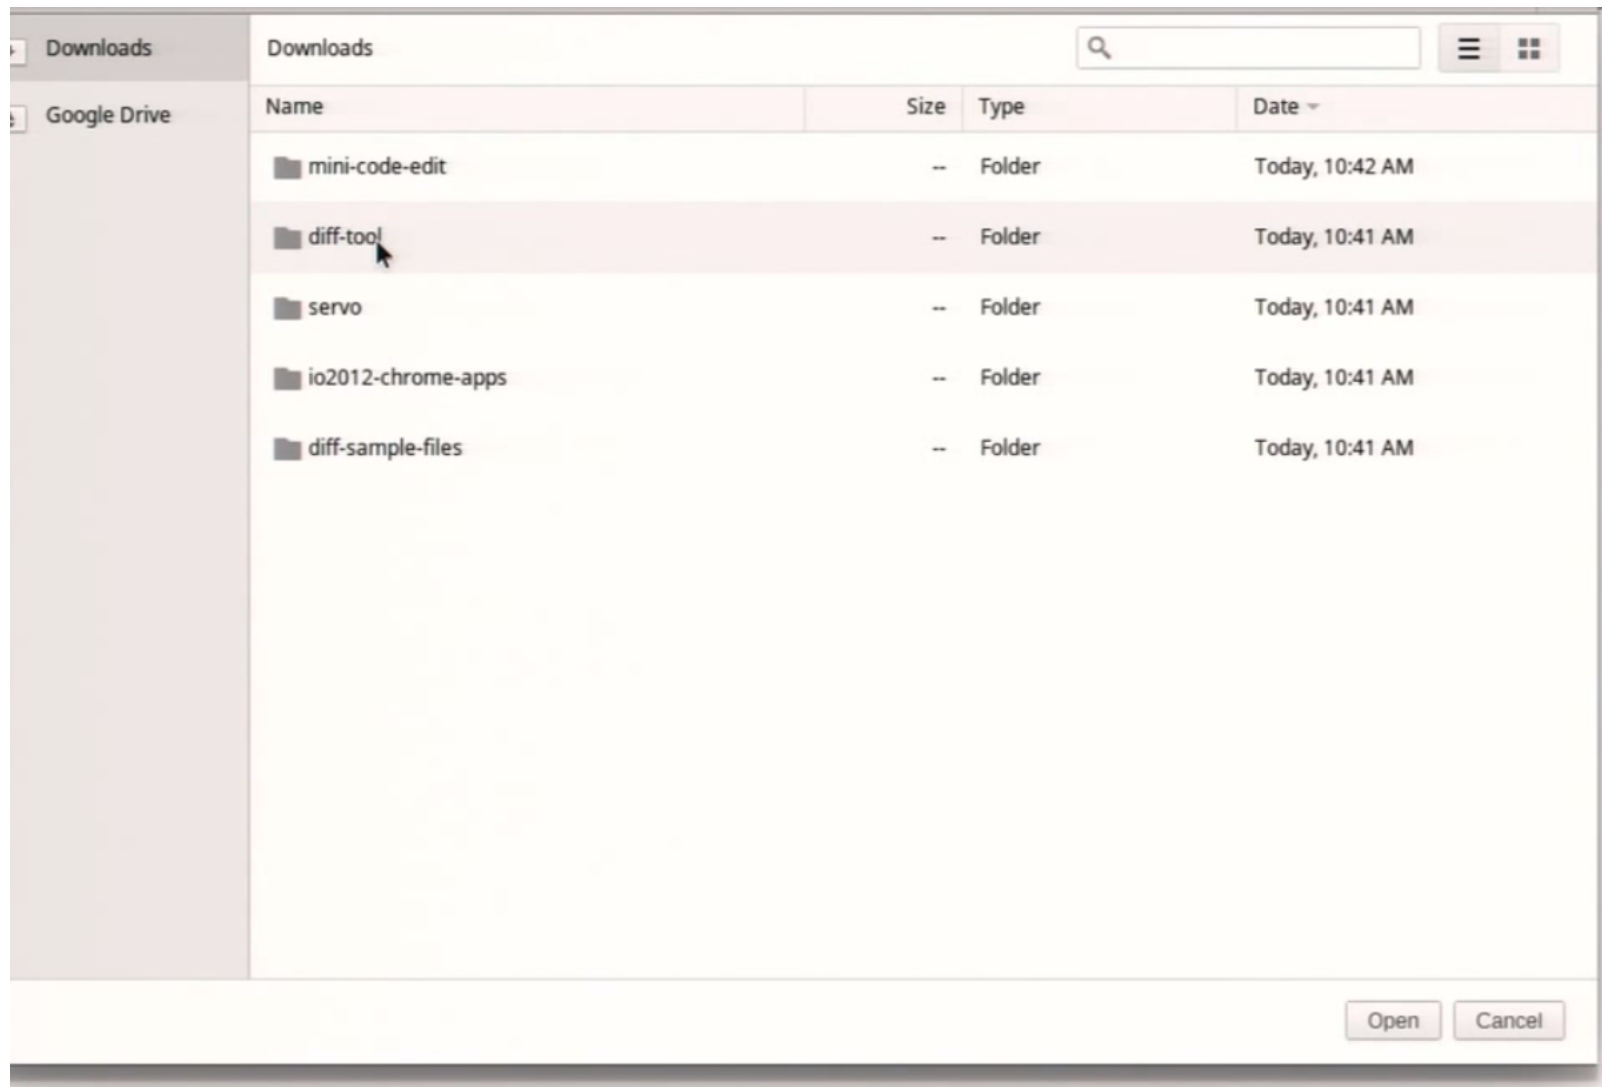 Downloads
Google Drive
Downloads
Name Size Type Date
mini-code-edit -- Folder Today, 10:42 AM
diff-tool -- Folder Today, 10:41 AM
servo -- Folder Today, 10:41 AM
io2012-chrome-apps -- Folder Today, 10:41 AM
diff-sample-files -- Folder Today, 10:41 AM
Open Cancel